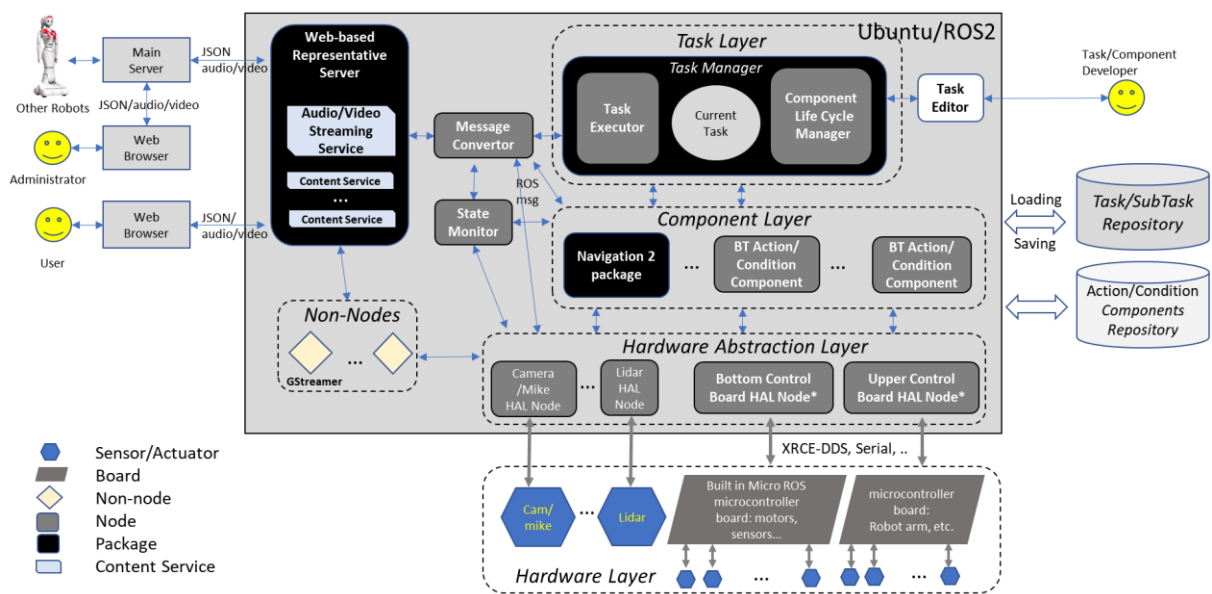 Ubuntu/ROS2
Other Robots
Main
Server
JSON
audio/video
JSON/audio/video
Administrator
Web
Browser
User
Web
Browser
JSON/
audio/video
Web-based
Representative
Server
Audio/Video
Streaming
Service
Content Service
...
Content Service
Message
Convertor
ROS
msg
State
Monitor
Task Layer
Task Manager
Task
Executor
Current
Task
Component
Life Cycle
Manager
Task
Editor
Task/Component
Developer
Component Layer
Navigation 2
package
...
BT Action/
Condition
Component
...
BT Action/
Condition
Component
Loading
Saving
Task/SubTask
Repository
Action/Condition
Components
Repository
Non-Nodes
...
GStreamer
Hardware Abstraction Layer
Camera
/Mike
HAL Node
...
Lidar
HAL
Node
Bottom Control
Board HAL Node*
Upper Control
Board HAL Node*
XRCE-DDS, Serial, ..
Cam/
mike
...
Lidar
Built in Micro ROS
microcontroller
board: motors,
sensors...
microcontroller
board:
Robot arm, etc.
...
...
Hardware Layer
Sensor/Actuator
Board
Non-node
Node
Package
Content Service